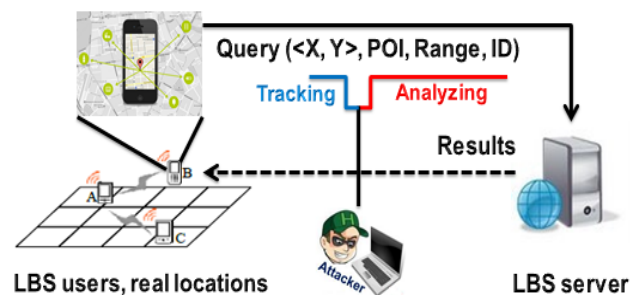 Query (<X, Y>, POI, Range, ID)
Tracking Analyzing
Results
B
A
C
H
Attacker
LBS users, real locations
LBS server